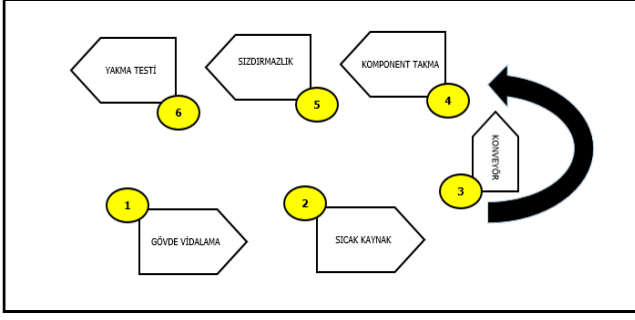 YAKMA TESTİ
6
SIZDIRMAZLIK
5
KOMPONENT TAKMA
4
KONVEYÖR
3
1
GÖVDE VİDALAMA
2
SICAK KAYNAK